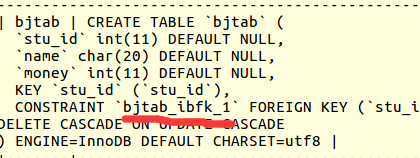 | bjtab | CREATE TABLE `bjtab` (
`stu_id` int(11) DEFAULT NULL,
`name` char(20) DEFAULT NULL,
`money` int(11) DEFAULT NULL,
KEY `stu_id` (`stu_id`),
CONSTRAINT `bjtab_ibfk_1` FOREIGN KEY (`stu_i
DELETE CASCADE ON UPDATE CASCADE
) ENGINE=InnoDB DEFAULT CHARSET=utf8 |